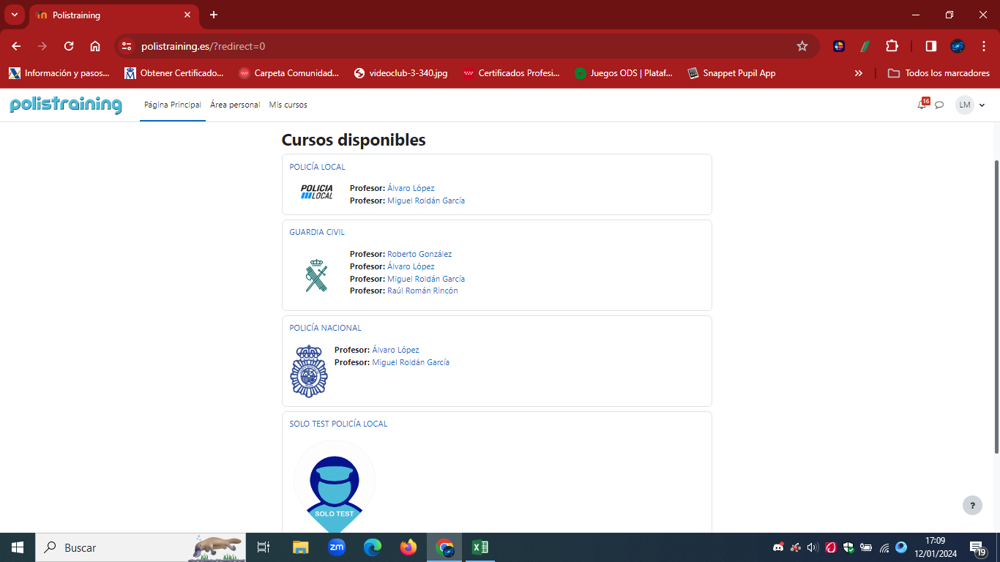 Polistraining
polistraining.es/?redirect=0
Información y pasos...
Obtener Certificado...
Carpeta Comunidad...
videoclub-3-340.jpg
Certificados Profesi...
Juegos ODS | Plataf...
Snappet Pupil App
Todos los marcadores
polistraining
Página Principal
Área personal
Mis cursos
16
LM
Cursos disponibles
POLICÍA LOCAL
POLICIA
LOCAL
Profesor: Álvaro López
Profesor: Miguel Roldán García
GUARDIA CIVIL
Profesor: Roberto González
Profesor: Álvaro López
Profesor: Miguel Roldán García
Profesor: Raúl Román Rincón
POLICÍA NACIONAL
Profesor: Álvaro López
Profesor: Miguel Roldán García
SOLO TEST POLICÍA LOCAL
SOLO TEST
?
Buscar
zm
17:09
12/01/2024
19